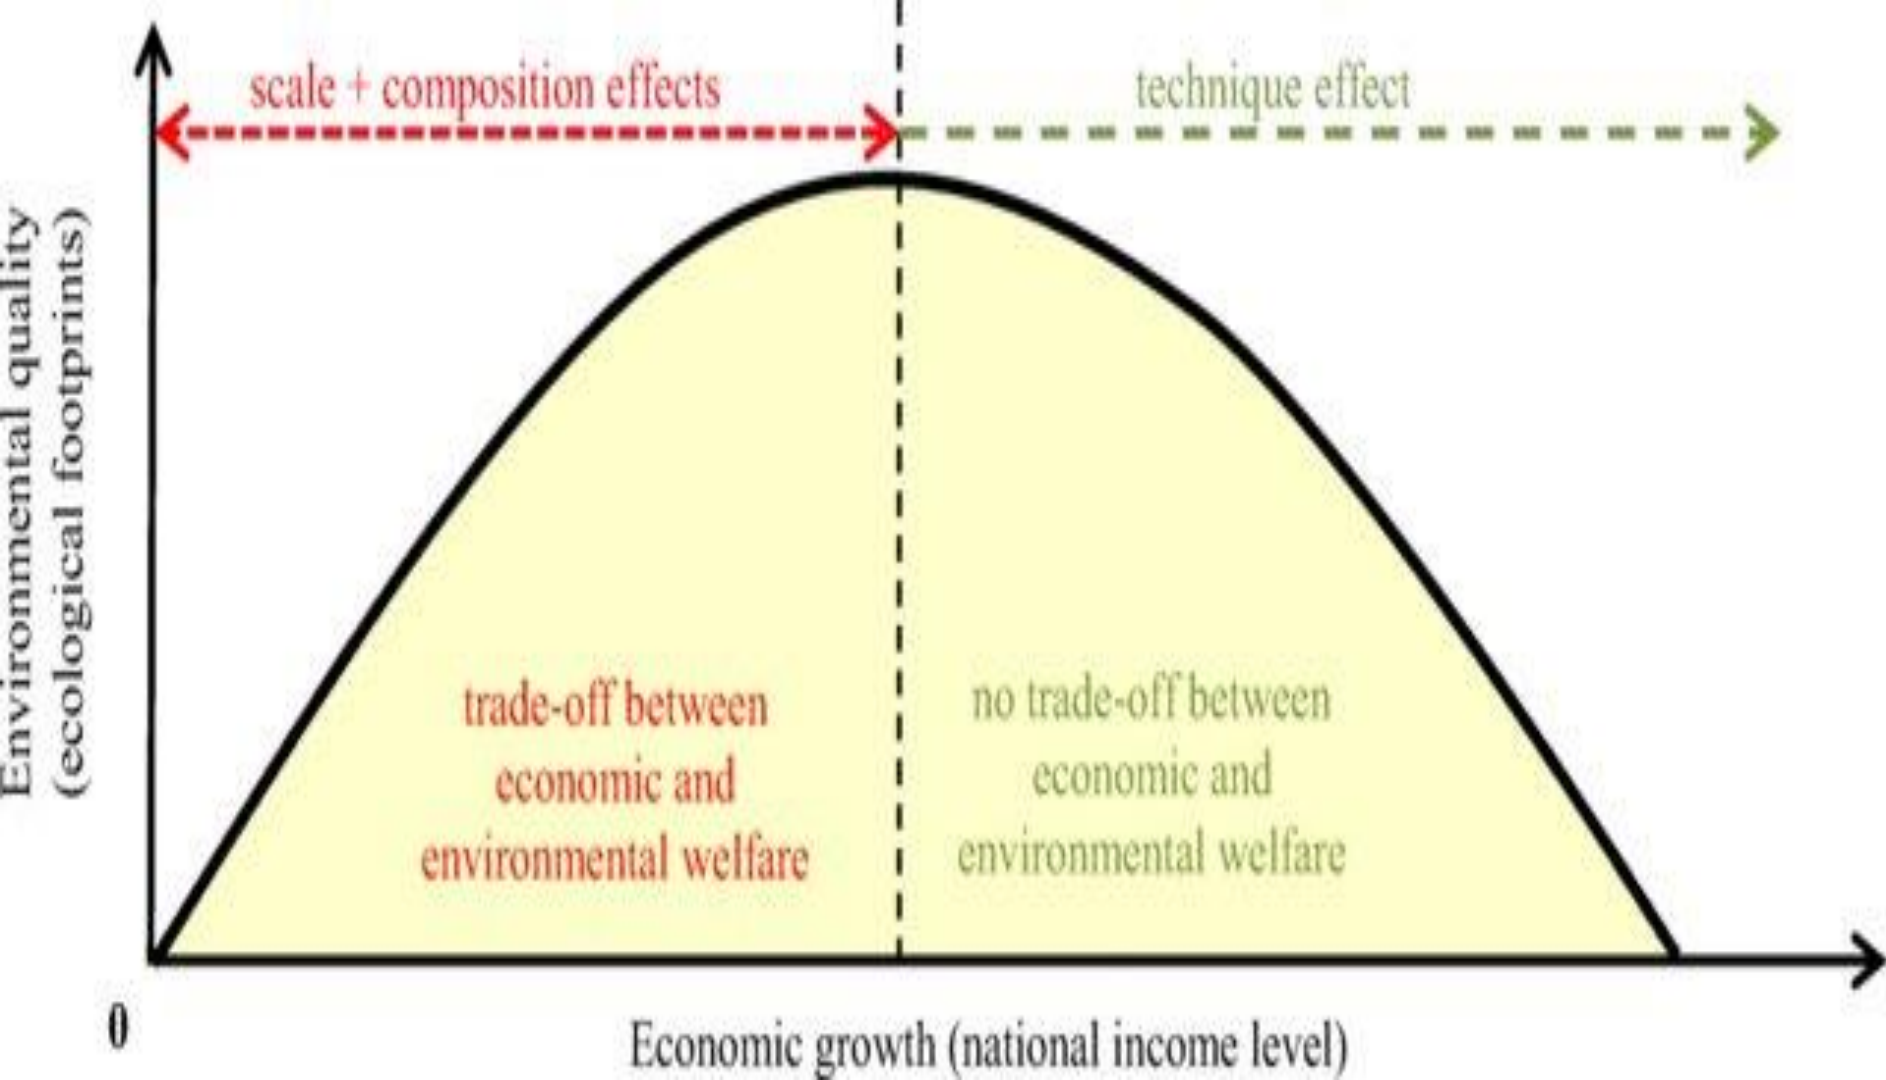 scale + composition effects
technique effect
Environmental quality
(ecological footprints)
trade-off between
economic and
environmental welfare
no trade-off between
economic and
environmental welfare
0
Economic growth (national income level)